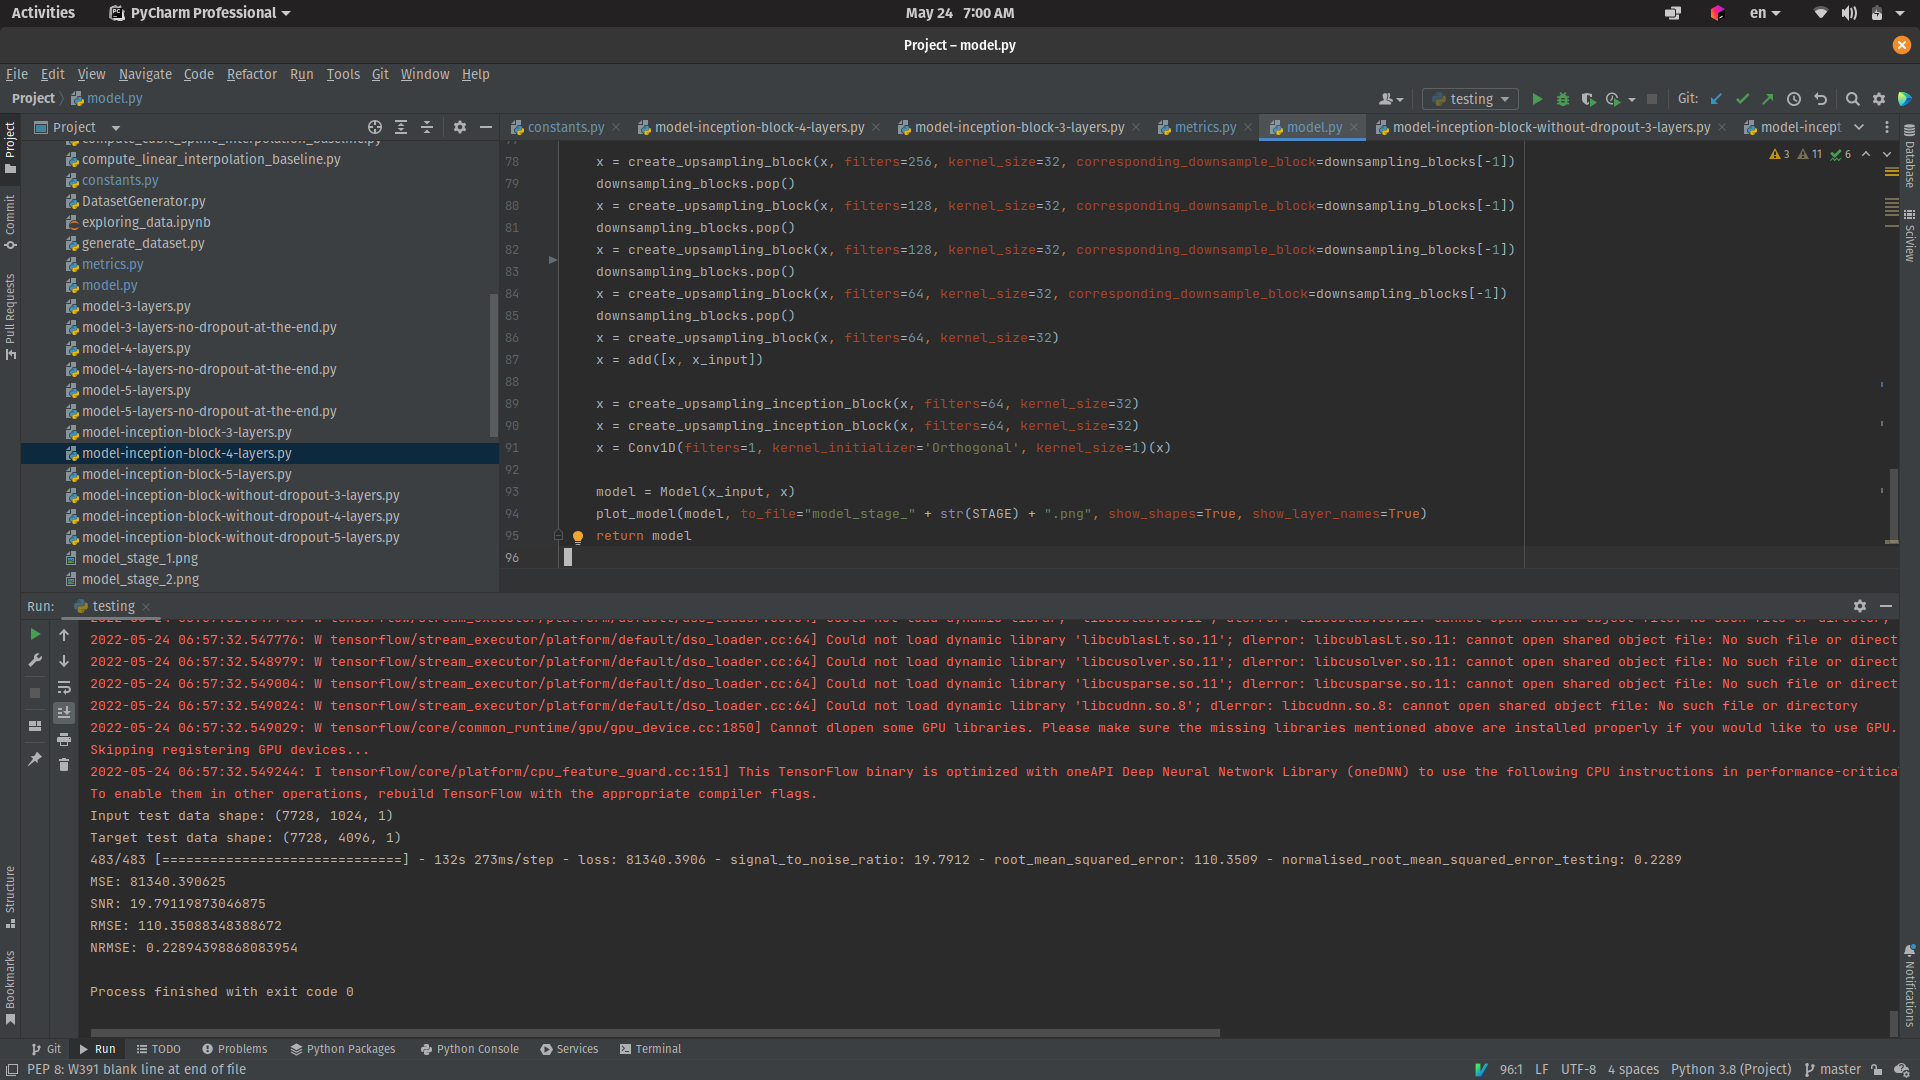 Activities PyCharm Professional May 24 7:00 AM en
Project – model.py
File Edit View Navigate Code Refactor Run Tools Git Window Help
Project model.py testing Git:
Project
constants.py model-inception-block-4-layers.py model-inception-block-3-layers.py metrics.py model.py model-inception-block-without-dropout-3-layers.py model-incept
compute_linear_interpolation_baseline.py
constants.py
DatasetGenerator.py
exploring_data.ipynb
generate_dataset.py
metrics.py
model.py
model-3-layers.py
model-3-layers-no-dropout-at-the-end.py
model-4-layers.py
model-4-layers-no-dropout-at-the-end.py
model-5-layers.py
model-5-layers-no-dropout-at-the-end.py
model-inception-block-3-layers.py
model-inception-block-4-layers.py
model-inception-block-5-layers.py
model-inception-block-without-dropout-3-layers.py
model-inception-block-without-dropout-4-layers.py
model-inception-block-without-dropout-5-layers.py
model_stage_1.png
model_stage_2.png
3 11 6
78 x = create_upsampling_block(x, filters=256, kernel_size=32, corresponding_downsample_block=downsampling_blocks[-1])
79 downsampling_blocks.pop()
80 x = create_upsampling_block(x, filters=128, kernel_size=32, corresponding_downsample_block=downsampling_blocks[-1])
81 downsampling_blocks.pop()
82 x = create_upsampling_block(x, filters=128, kernel_size=32, corresponding_downsample_block=downsampling_blocks[-1])
83 downsampling_blocks.pop()
84 x = create_upsampling_block(x, filters=64, kernel_size=32, corresponding_downsample_block=downsampling_blocks[-1])
85 downsampling_blocks.pop()
86 x = create_upsampling_block(x, filters=64, kernel_size=32)
87 x = add([x, x_input])
88
89 x = create_upsampling_inception_block(x, filters=64, kernel_size=32)
90 x = create_upsampling_inception_block(x, filters=64, kernel_size=32)
91 x = Conv1D(filters=1, kernel_initializer='Orthogonal', kernel_size=1)(x)
92
93 model = Model(x_input, x)
94 plot_model(model, to_file="model_stage_" + str(STAGE) + ".png", show_shapes=True, show_layer_names=True)
95 return model
96
Project
Commit
Pull Requests
Structure
Bookmarks
Database
SciView
Notifications
Run: testing
2022-05-24 06:57:32.547776: W tensorflow/stream_executor/platform/default/dso_loader.cc:64] Could not load dynamic library 'libcublasLt.so.11'; dlerror: libcublasLt.so.11: cannot open shared object file: No such file or direct
2022-05-24 06:57:32.548979: W tensorflow/stream_executor/platform/default/dso_loader.cc:64] Could not load dynamic library 'libcusolver.so.11'; dlerror: libcusolver.so.11: cannot open shared object file: No such file or direct
2022-05-24 06:57:32.549004: W tensorflow/stream_executor/platform/default/dso_loader.cc:64] Could not load dynamic library 'libcusparse.so.11'; dlerror: libcusparse.so.11: cannot open shared object file: No such file or direct
2022-05-24 06:57:32.549024: W tensorflow/stream_executor/platform/default/dso_loader.cc:64] Could not load dynamic library 'libcudnn.so.8'; dlerror: libcudnn.so.8: cannot open shared object file: No such file or directory
2022-05-24 06:57:32.549029: W tensorflow/core/common_runtime/gpu/gpu_device.cc:1850] Cannot dlopen some GPU libraries. Please make sure the missing libraries mentioned above are installed properly if you would like to use GPU.
Skipping registering GPU devices...
2022-05-24 06:57:32.549244: I tensorflow/core/platform/cpu_feature_guard.cc:151] This TensorFlow binary is optimized with oneAPI Deep Neural Network Library (oneDNN) to use the following CPU instructions in performance-critica
To enable them in other operations, rebuild TensorFlow with the appropriate compiler flags.
Input test data shape: (7728, 1024, 1)
Target test data shape: (7728, 4096, 1)
483/483 [==============================] - 132s 273ms/step - loss: 81340.3906 - signal_to_noise_ratio: 19.7912 - root_mean_squared_error: 110.3509 - normalised_root_mean_squared_error_testing: 0.2289
MSE: 81340.390625
SNR: 19.79119873046875
RMSE: 110.35088348388672
NRMSE: 0.22894398868083954
Process finished with exit code 0
Git Run TODO Problems Python Packages Python Console Services Terminal
PEP 8: W391 blank line at end of file 96:1 LF UTF-8 4 spaces Python 3.8 (Project) master